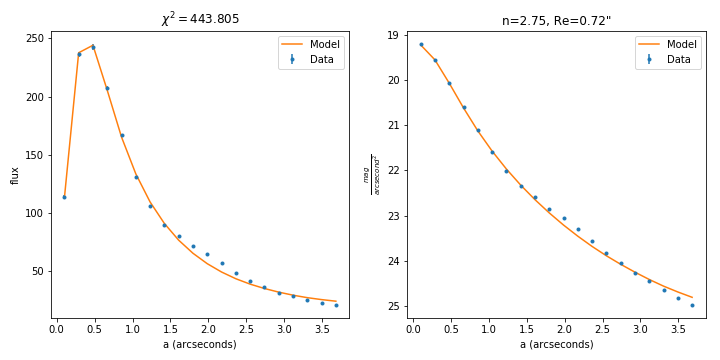 χ² = 443.805
250
200
150
100
50
flux
0.0 0.5 1.0 1.5 2.0 2.5 3.0 3.5
a (arcseconds)
Model
Data
n=2.75, Re=0.72"
19
20
21
22
23
24
25
mag/arcsecond²
0.0 0.5 1.0 1.5 2.0 2.5 3.0 3.5
a (arcseconds)
Model
Data